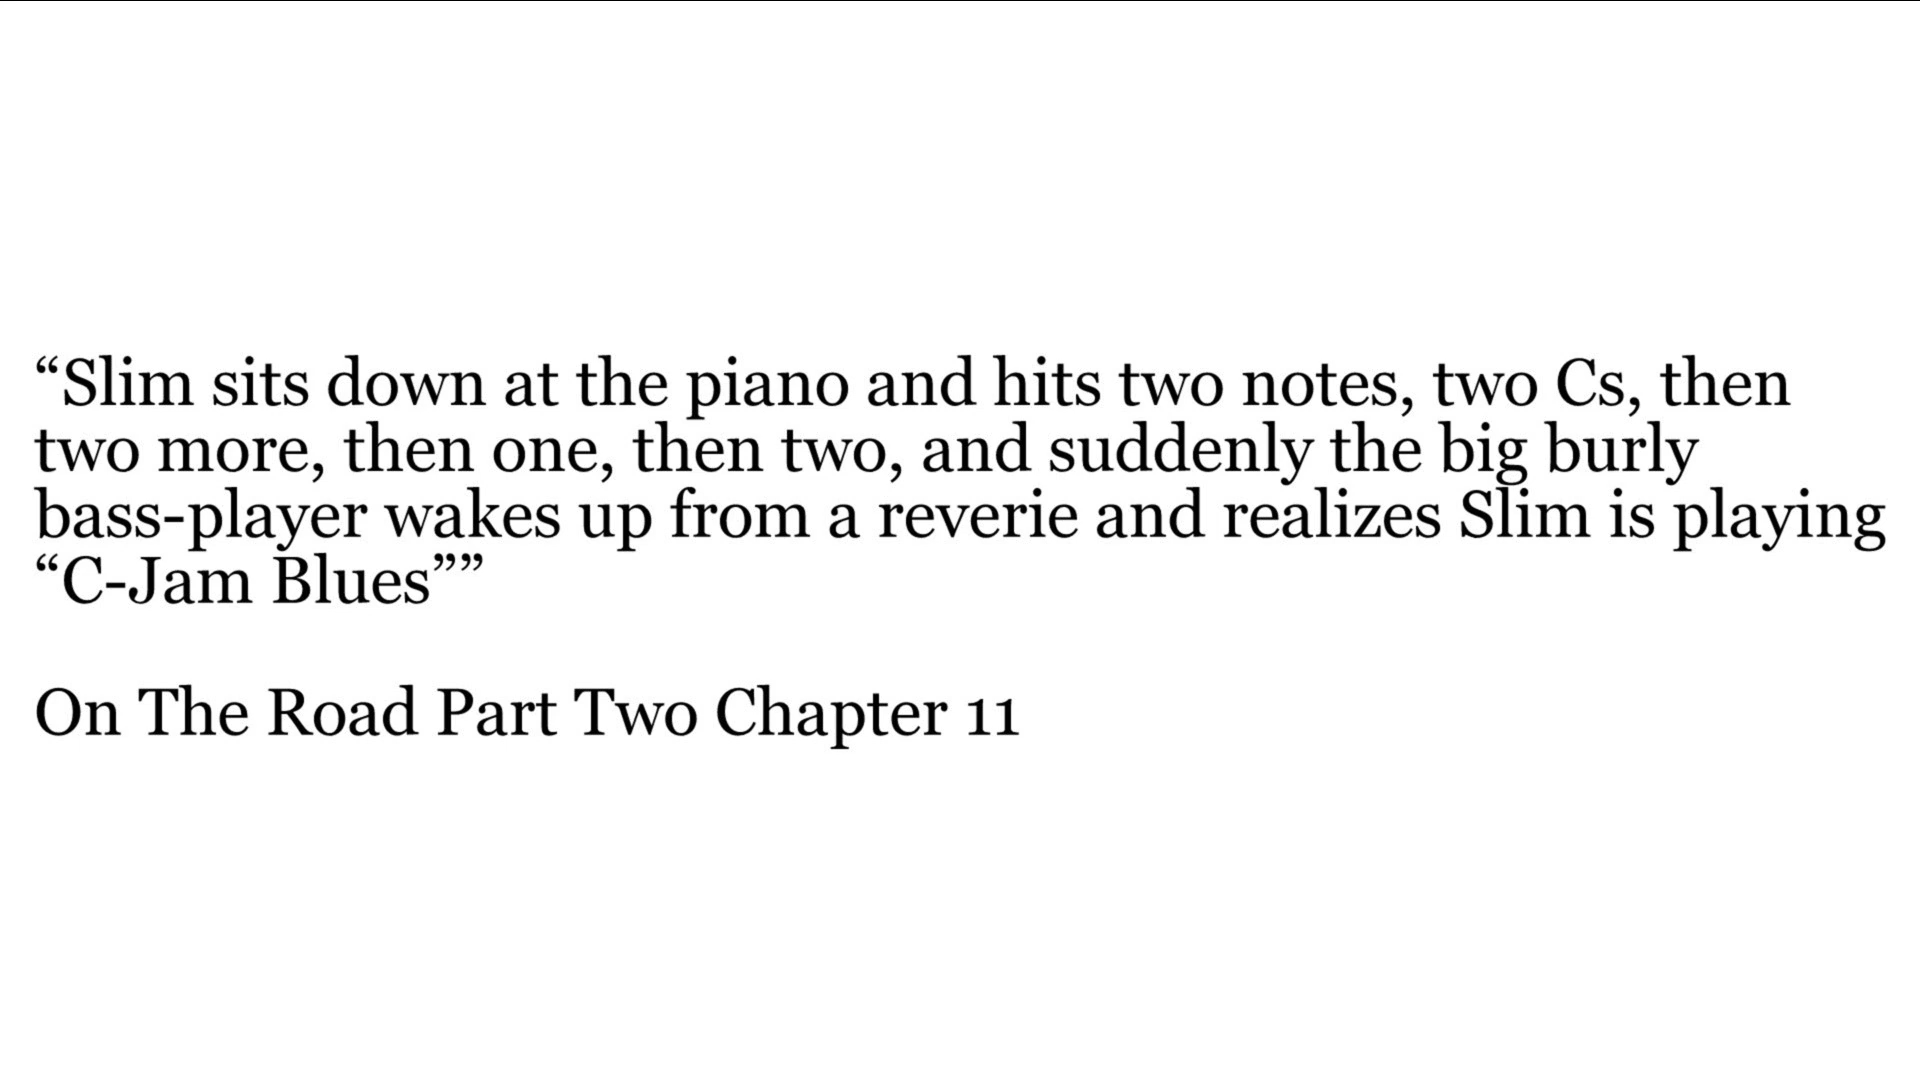 “Slim sits down at the piano and hits two notes, two Cs, then
two more, then one, then two, and suddenly the big burly
bass-player wakes up from a reverie and realizes Slim is playing
“C-Jam Blues””
On The Road Part Two Chapter 11